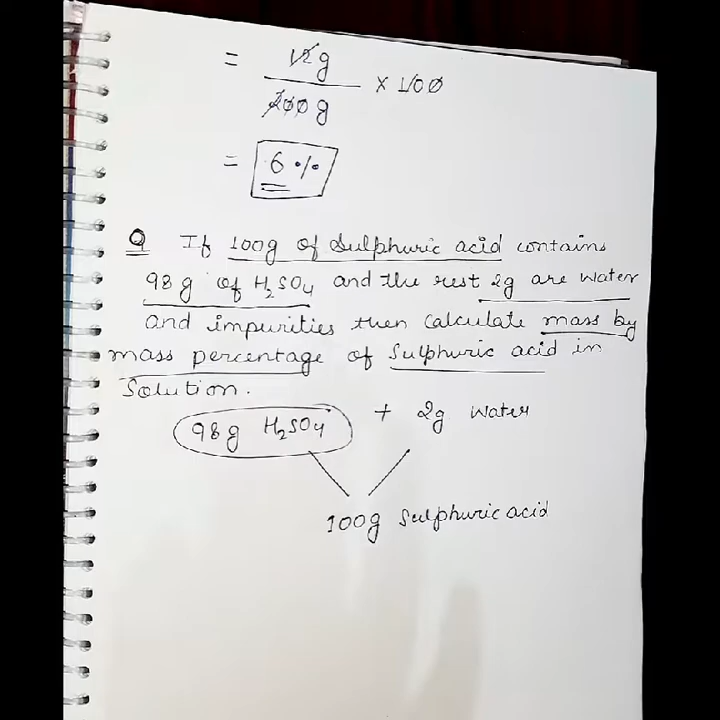 = 12g / 200g × 100
= 6 %
Q If 100g of Sulphuric acid contains
98 g of H₂SO₄ and the rest 2g are water
and impurities then calculate mass by
mass percentage of Sulphuric acid in
Solution.
98g H₂SO₄ + 2g Water
100g Sulphuric acid